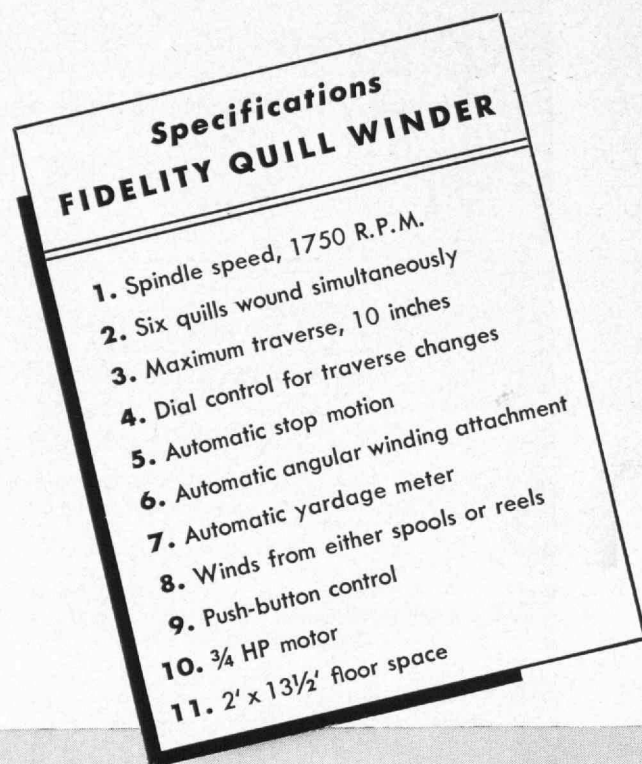 Specifications
FIDELITY QUILL WINDER
1. Spindle speed, 1750 R.P.M.
2. Six quills wound simultaneously
3. Maximum traverse, 10 inches
4. Dial control for traverse changes
5. Automatic stop motion
6. Automatic angular winding attachment
7. Automatic yardage meter
8. Winds from either spools or reels
9. Push-button control
10. ¾ HP motor
11. 2' x 13½' floor space